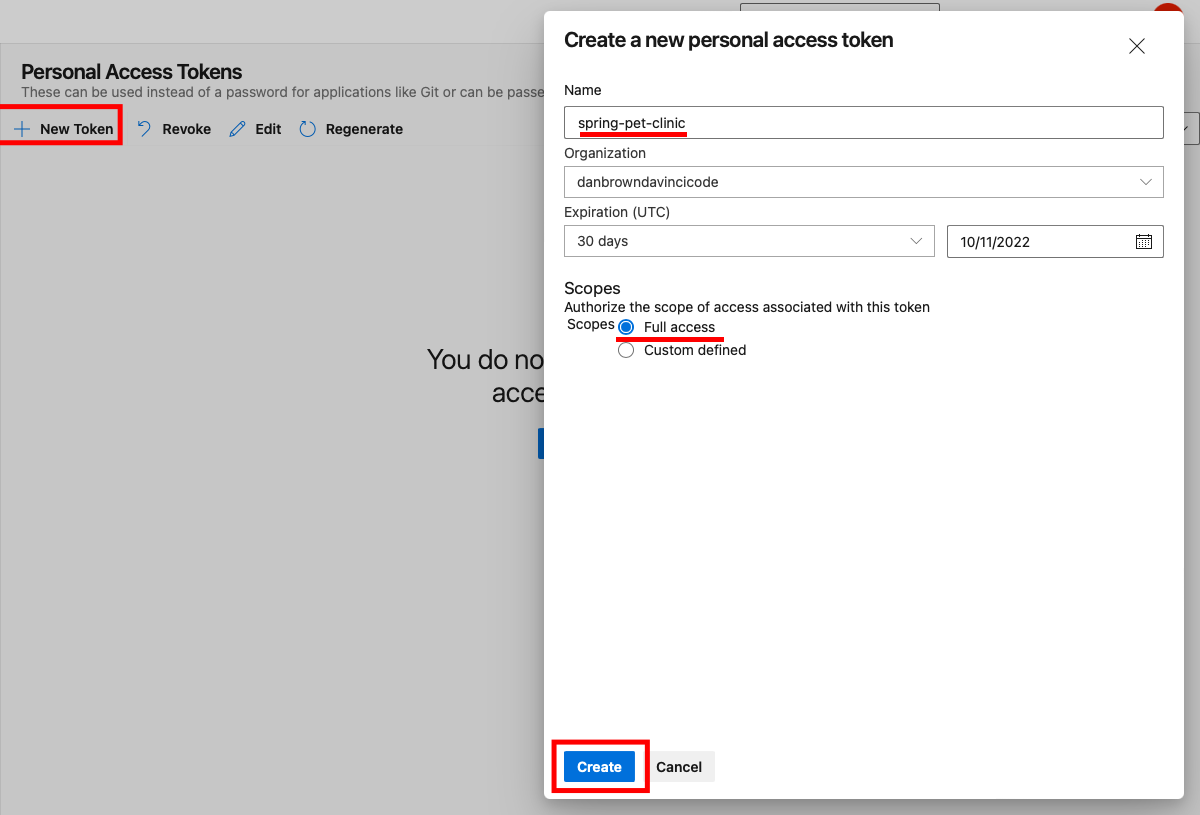 Personal Access Tokens
These can be used instead of a password for applications like Git or can be passe
New Token
Revoke
Edit
Regenerate
You do no
acce
Create a new personal access token
Name
spring-pet-clinic
Organization
danbrowndavincicode
Expiration (UTC)
30 days
10/11/2022
Scopes
Authorize the scope of access associated with this token
Scopes
Full access
Custom defined
Create
Cancel